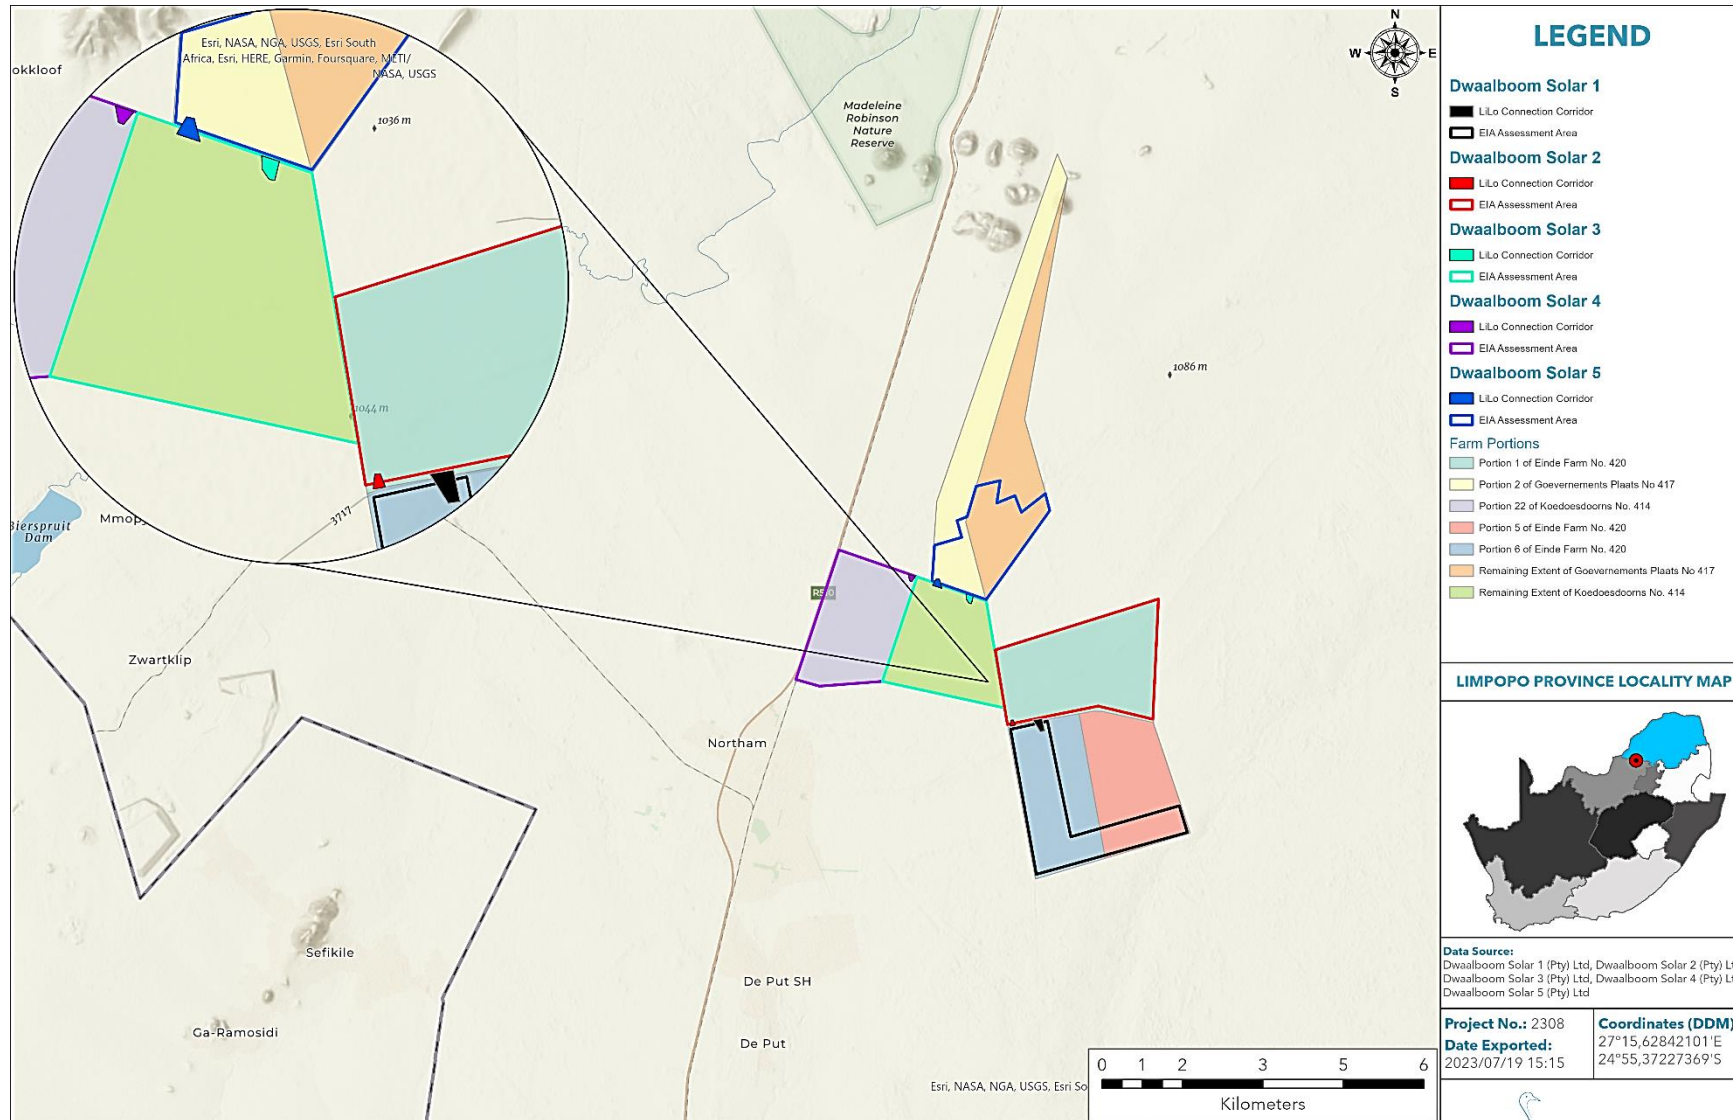 Esri, NASA, NGA, USGS, Esri South
Africa, Esri, HERE, Garmin, Foursquare, METI/
NASA, USGS
okkloof
1036 m
1044 m
3717
Bierspruit
Dam
Madeleine
Robinson
Nature
Reserve
1086 m
Zwartklip
Northam
Sefikile
Ga-Ramosidi
De Put SH
De Put
N
W
E
S
Esri, NASA, NGA, USGS, Esri So
0 1 2 3 4 5 6
Kilometers
LEGEND
Dwaalboom Solar 1
LiLo Connection Corridor
EIA Assessment Area
Dwaalboom Solar 2
LiLo Connection Corridor
EIA Assessment Area
Dwaalboom Solar 3
LiLo Connection Corridor
EIA Assessment Area
Dwaalboom Solar 4
LiLo Connection Corridor
EIA Assessment Area
Dwaalboom Solar 5
LiLo Connection Corridor
EIA Assessment Area
Farm Portions
Portion 1 of Einde Farm No. 420
Portion 2 of Goevernements Plaats No 417
Portion 22 of Koedoesdoorns No. 414
Portion 5 of Einde Farm No. 420
Portion 6 of Einde Farm No. 420
Remaining Extent of Goevernements Plaats No 417
Remaining Extent of Koedoesdoorns No. 414
LIMPOPO PROVINCE LOCALITY MAP
Data Source:
Dwaalboom Solar 1 (Pty) Ltd, Dwaalboom Solar 2 (Pty) Lt
Dwaalboom Solar 3 (Pty) Ltd, Dwaalboom Solar 4 (Pty) Lt
Dwaalboom Solar 5 (Pty) Ltd
Project No.: 2308
Date Exported:
2023/07/19 15:15
Coordinates (DDM)
27°15,62842101'E
24°55,37227369'S